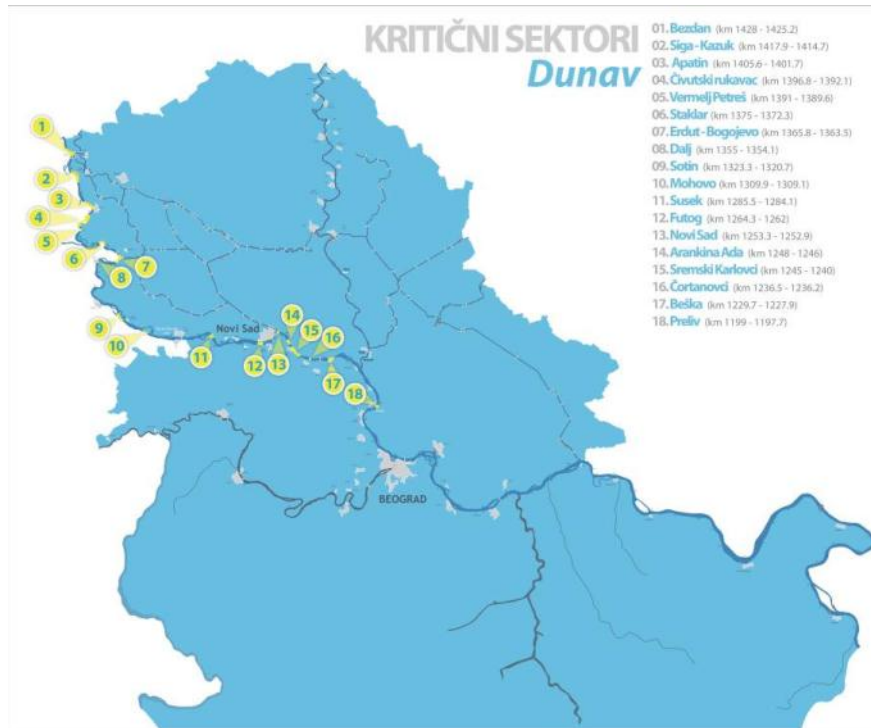 KRITIČNI SEKTORI
Dunav
01. Bezdan (km 1428 - 1425.2)
02. Siga - Kazuk (km 1417.9 - 1414.7)
03. Apatin (km 1405.6 - 1401.7)
04. Čivutski rukavac (km 1396.8 - 1392.1)
05. Vermelj Petreš (km 1391 - 1389.6)
06. Staklar (km 1375 - 1372.3)
07. Erdut - Bogojevo (km 1365.8 - 1363.5)
08. Dalj (km 1355 - 1354.1)
09. Sotin (km 1323.3 - 1320.7)
10. Mohovo (km 1309.9 - 1309.1)
11. Susek (km 1285.5 - 1284.1)
12. Futog (km 1264.3 - 1262)
13. Novi Sad (km 1253.3 - 1252.9)
14. Arankina Ada (km 1248 - 1246)
15. Sremski Karlovci (km 1245 - 1240)
16. Čortanovci (km 1236.5 - 1236.2)
17. Beška (km 1229.7 - 1227.9)
18. Preliv (km 1199 - 1197.7)
1
2
3
4
5
6
7
8
9
10
11
Novi Sad
12
13
14
15
16
17
18
BEOGRAD